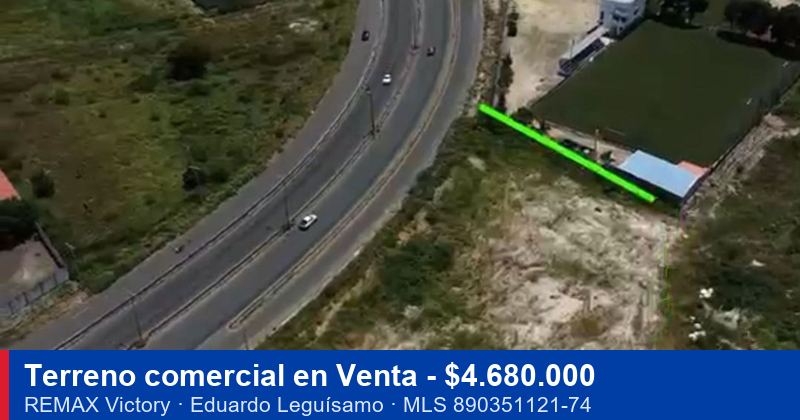 Terreno comercial en Venta - $4.680.000
REMAX Victory · Eduardo Leguísamo · MLS 890351121-74